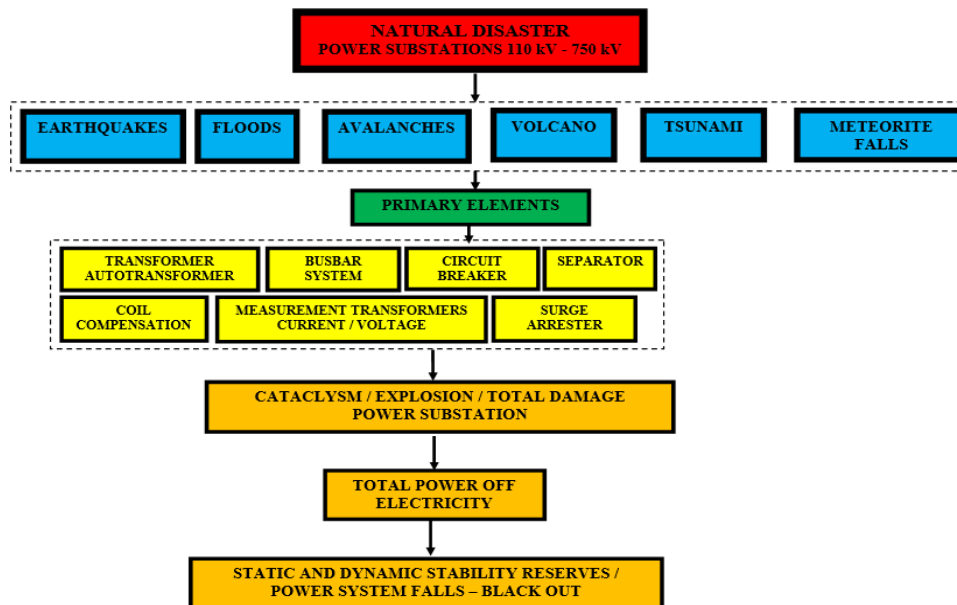 NATURAL DISASTER
POWER SUBSTATIONS 110 kV - 750 kV
EARTHQUAKES
FLOODS
AVALANCHES
VOLCANO
TSUNAMI
METEORITE
FALLS
PRIMARY ELEMENTS
TRANSFORMER
AUTOTRANSFORMER
BUSBAR
SYSTEM
CIRCUIT
BREAKER
SEPARATOR
COIL
COMPENSATION
MEASUREMENT TRANSFORMERS
CURRENT / VOLTAGE
SURGE
ARRESTER
CATACLYSM / EXPLOSION / TOTAL DAMAGE
POWER SUBSTATION
TOTAL POWER OFF
ELECTRICITY
STATIC AND DYNAMIC STABILITY RESERVES /
POWER SYSTEM FALLS – BLACK OUT